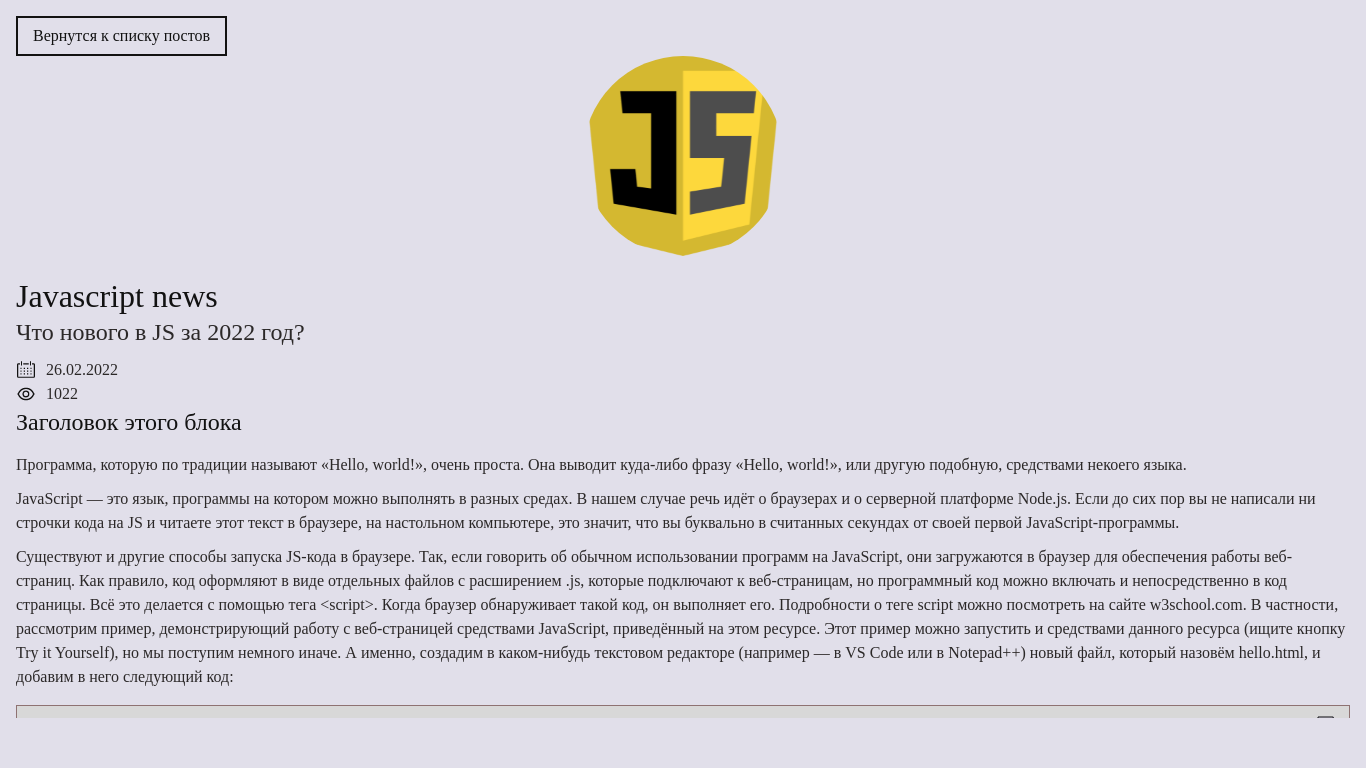 Вернутся к списку постов
JS
Javascript news
Что нового в JS за 2022 год?
26.02.2022
1022
Заголовок этого блока
Программа, которую по традиции называют «Hello, world!», очень проста. Она выводит куда-либо фразу «Hello, world!», или другую подобную, средствами некоего языка.
JavaScript — это язык, программы на котором можно выполнять в разных средах. В нашем случае речь идёт о браузерах и о серверной платформе Node.js. Если до сих пор вы не написали ни
строчки кода на JS и читаете этот текст в браузере, на настольном компьютере, это значит, что вы буквально в считанных секундах от своей первой JavaScript-программы.
Существуют и другие способы запуска JS-кода в браузере. Так, если говорить об обычном использовании программ на JavaScript, они загружаются в браузер для обеспечения работы веб-
страниц. Как правило, код оформляют в виде отдельных файлов с расширением .js, которые подключают к веб-страницам, но программный код можно включать и непосредственно в код
страницы. Всё это делается с помощью тега <script>. Когда браузер обнаруживает такой код, он выполняет его. Подробности о теге script можно посмотреть на сайте w3school.com. В частности,
рассмотрим пример, демонстрирующий работу с веб-страницей средствами JavaScript, приведённый на этом ресурсе. Этот пример можно запустить и средствами данного ресурса (ищите кнопку
Try it Yourself), но мы поступим немного иначе. А именно, создадим в каком-нибудь текстовом редакторе (например — в VS Code или в Notepad++) новый файл, который назовём hello.html, и
добавим в него следующий код: